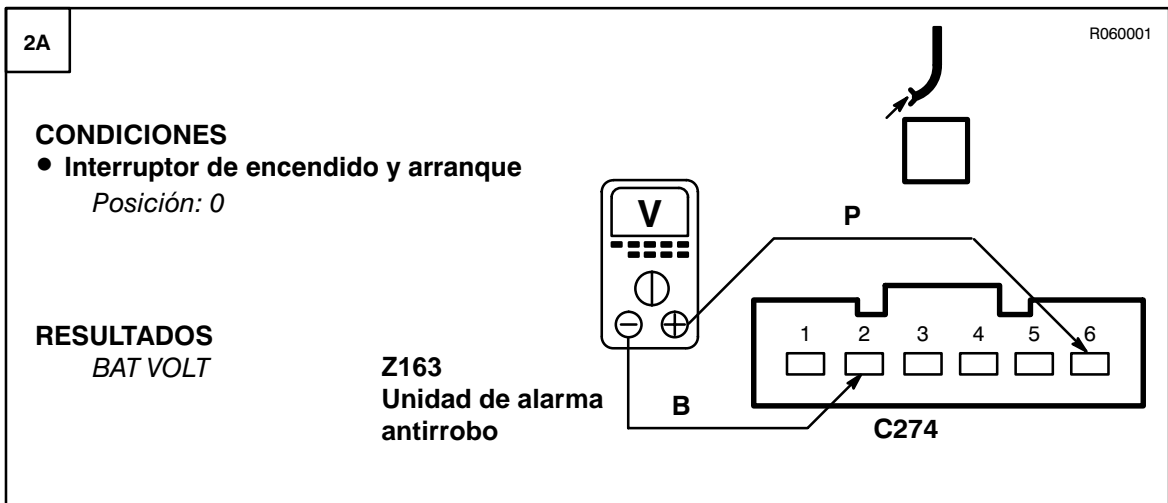 2A
R060001
CONDICIONES
• Interruptor de encendido y arranque
Posición: 0
V
P
RESULTADOS
BAT VOLT
1 2 3 4 5 6
Z163
Unidad de alarma
antirrobo
B
C274